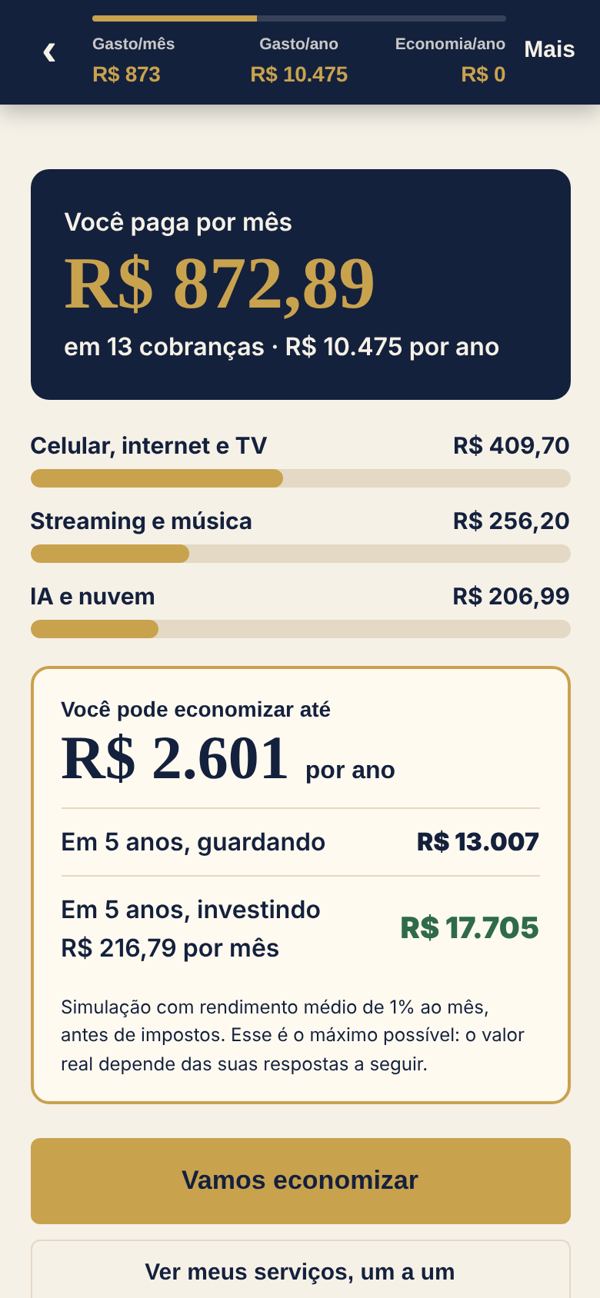 ‹
Gasto/mês Gasto/ano Economia/ano Mais
R$ 873 R$ 10.475 R$ 0
Você paga por mês
R$ 872,89
em 13 cobranças · R$ 10.475 por ano
Celular, internet e TV R$ 409,70
Streaming e música R$ 256,20
IA e nuvem R$ 206,99
Você pode economizar até
R$ 2.601 por ano
Em 5 anos, guardando R$ 13.007
Em 5 anos, investindo
R$ 216,79 por mês R$ 17.705
Simulação com rendimento médio de 1% ao mês,
antes de impostos. Esse é o máximo possível: o valor
real depende das suas respostas a seguir.
Vamos economizar
Ver meus serviços, um a um